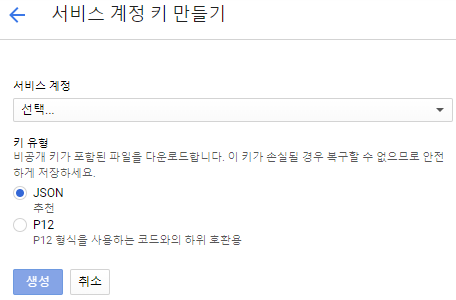 서비스 계정 키 만들기
서비스 계정
선택...
키 유형
비공개 키가 포함된 파일을 다운로드합니다. 이 키가 손실될 경우 복구할 수 없으므로 안전
하게 저장하세요.
JSON
추천
P12
P12 형식을 사용하는 코드와의 하위 호환용
생성 취소